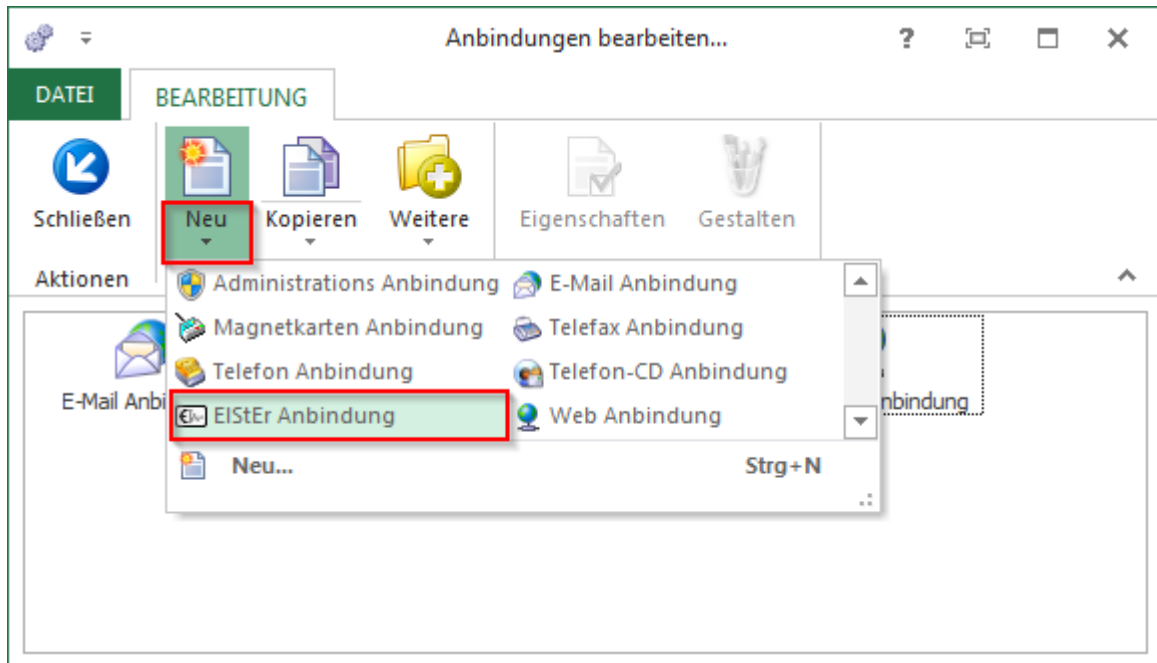 Anbindungen bearbeiten... ?
DATEI BEARBEITUNG
Schließen Neu Kopieren Weitere Eigenschaften Gestalten
Aktionen
Administrations Anbindung E-Mail Anbindung
Magnetkarten Anbindung Telefax Anbindung
Telefon Anbindung Telefon-CD Anbindung
ElStEr Anbindung Web Anbindung
Neu... Strg+N
E-Mail Anbi nbindung